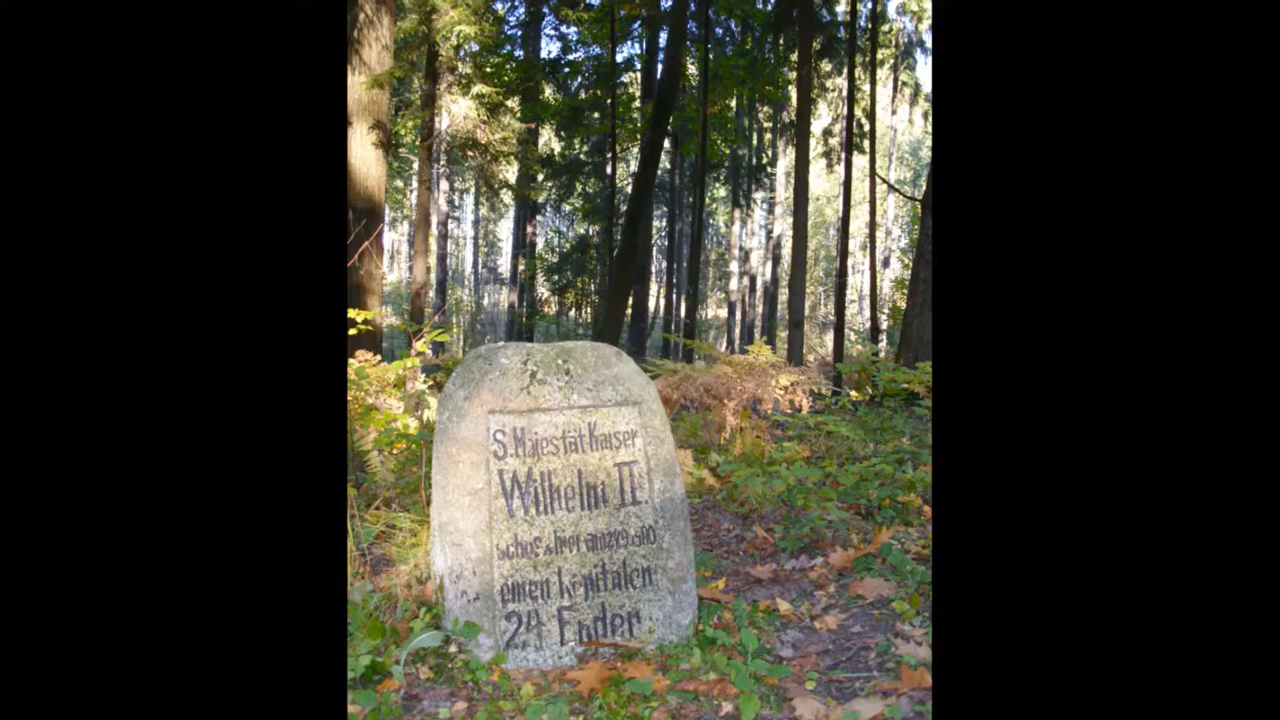 S. Majestät Kaiser
Wilhelm II.
schoss hier am
einen kapitalen
24 Ender